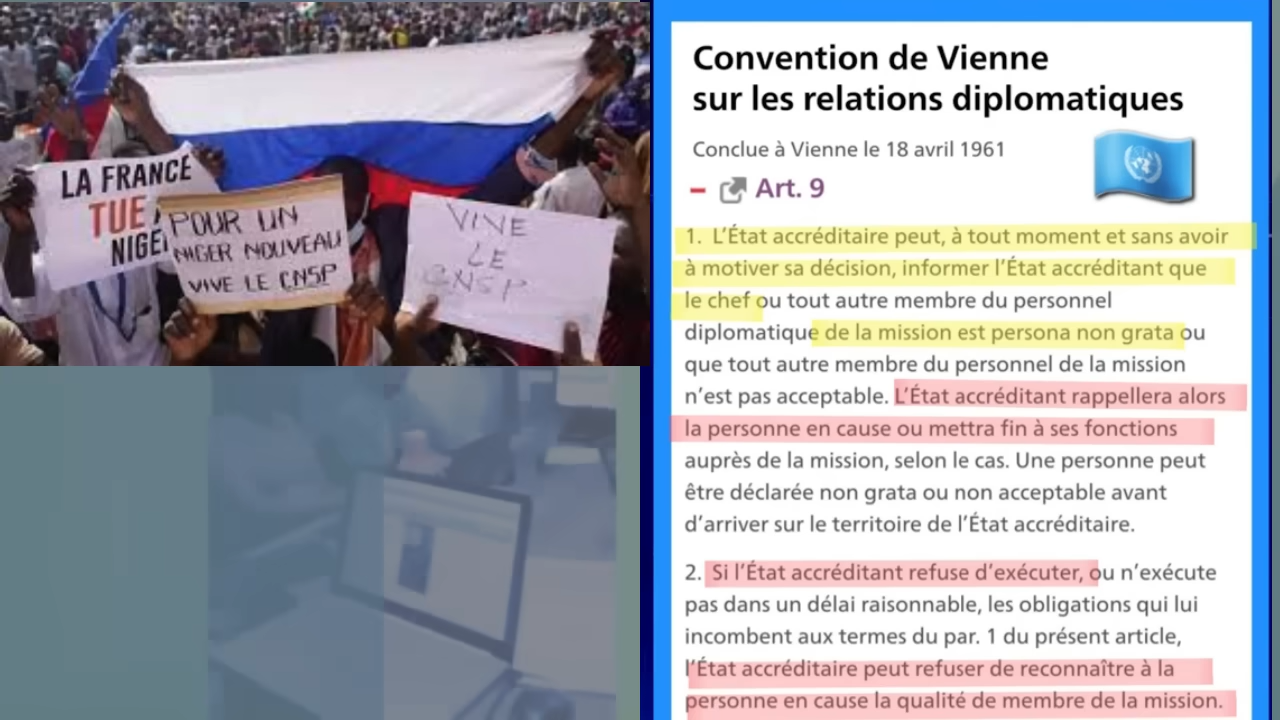 LA FRANCE
TUE
POUR UN
NIGER NOUVEAU
VIVE LE CNSP
VIVE
LE
CNSP
Convention de Vienne
sur les relations diplomatiques
Conclue à Vienne le 18 avril 1961
– Art. 9
1. L’État accréditaire peut, à tout moment et sans avoir
à motiver sa décision, informer l’État accréditant que
le chef ou tout autre membre du personnel
diplomatique de la mission est persona non grata ou
que tout autre membre du personnel de la mission
n’est pas acceptable. L’État accréditant rappellera alors
la personne en cause ou mettra fin à ses fonctions
auprès de la mission, selon le cas. Une personne peut
être déclarée non grata ou non acceptable avant
d’arriver sur le territoire de l’État accréditaire.
2. Si l’État accréditant refuse d’exécuter, ou n’exécute
pas dans un délai raisonnable, les obligations qui lui
incombent aux termes du par. 1 du présent article,
l’État accréditaire peut refuser de reconnaître à la
personne en cause la qualité de membre de la mission.